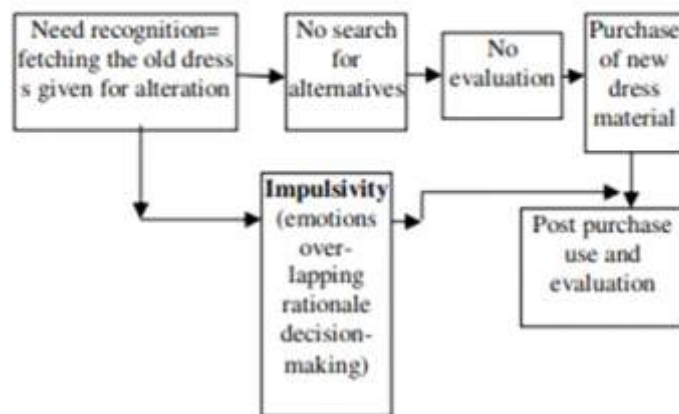 Need recognition=
fetching the old dress
s given for alteration
No search
for
alternatives
No
evaluation
Purchase
of new
dress
material
Impulsivity
(emotions
over-
lapping
rationale
decision-
making)
Post purchase
use and
evaluation